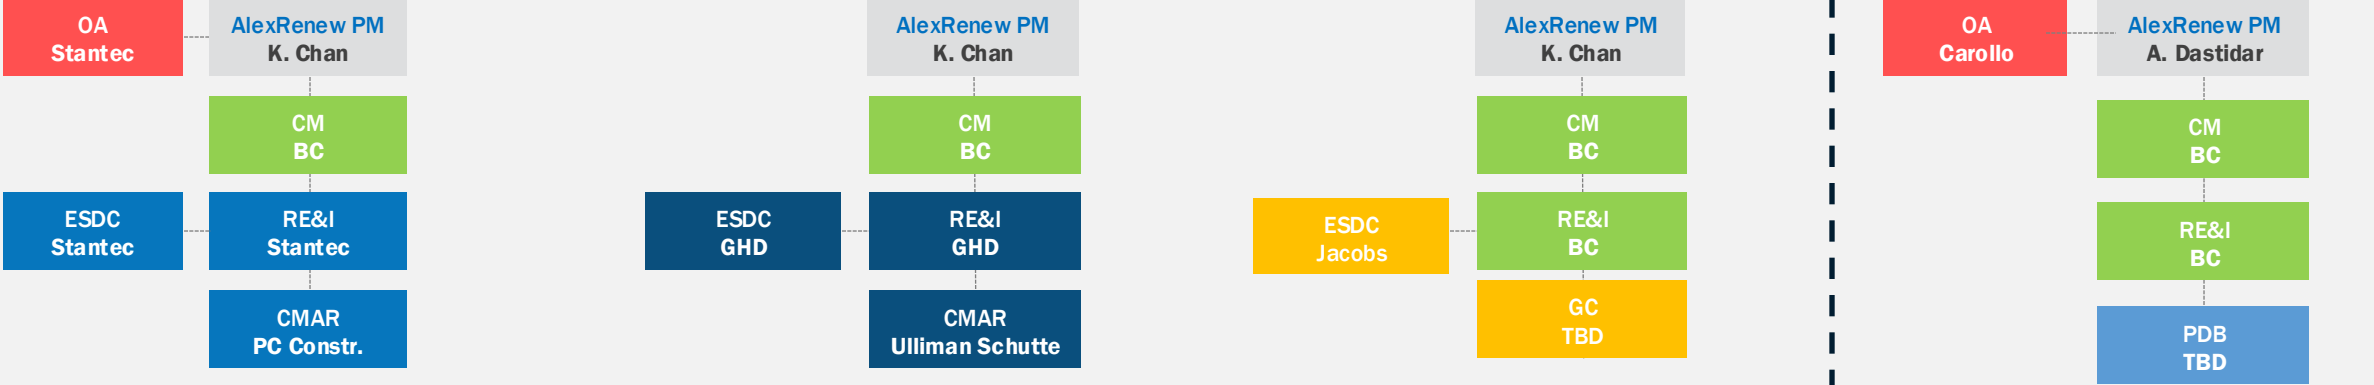 OA
Stantec
AlexRenew PM
K. Chan
CM
BC
ESDC
Stantec
RE&I
Stantec
CMAR
PC Constr.
AlexRenew PM
K. Chan
CM
BC
ESDC
GHD
RE&I
GHD
CMAR
Ulliman Schutte
AlexRenew PM
K. Chan
CM
BC
ESDC
Jacobs
RE&I
BC
GC
TBD
OA
Carollo
AlexRenew PM
A. Dastidar
CM
BC
RE&I
BC
PDB
TBD